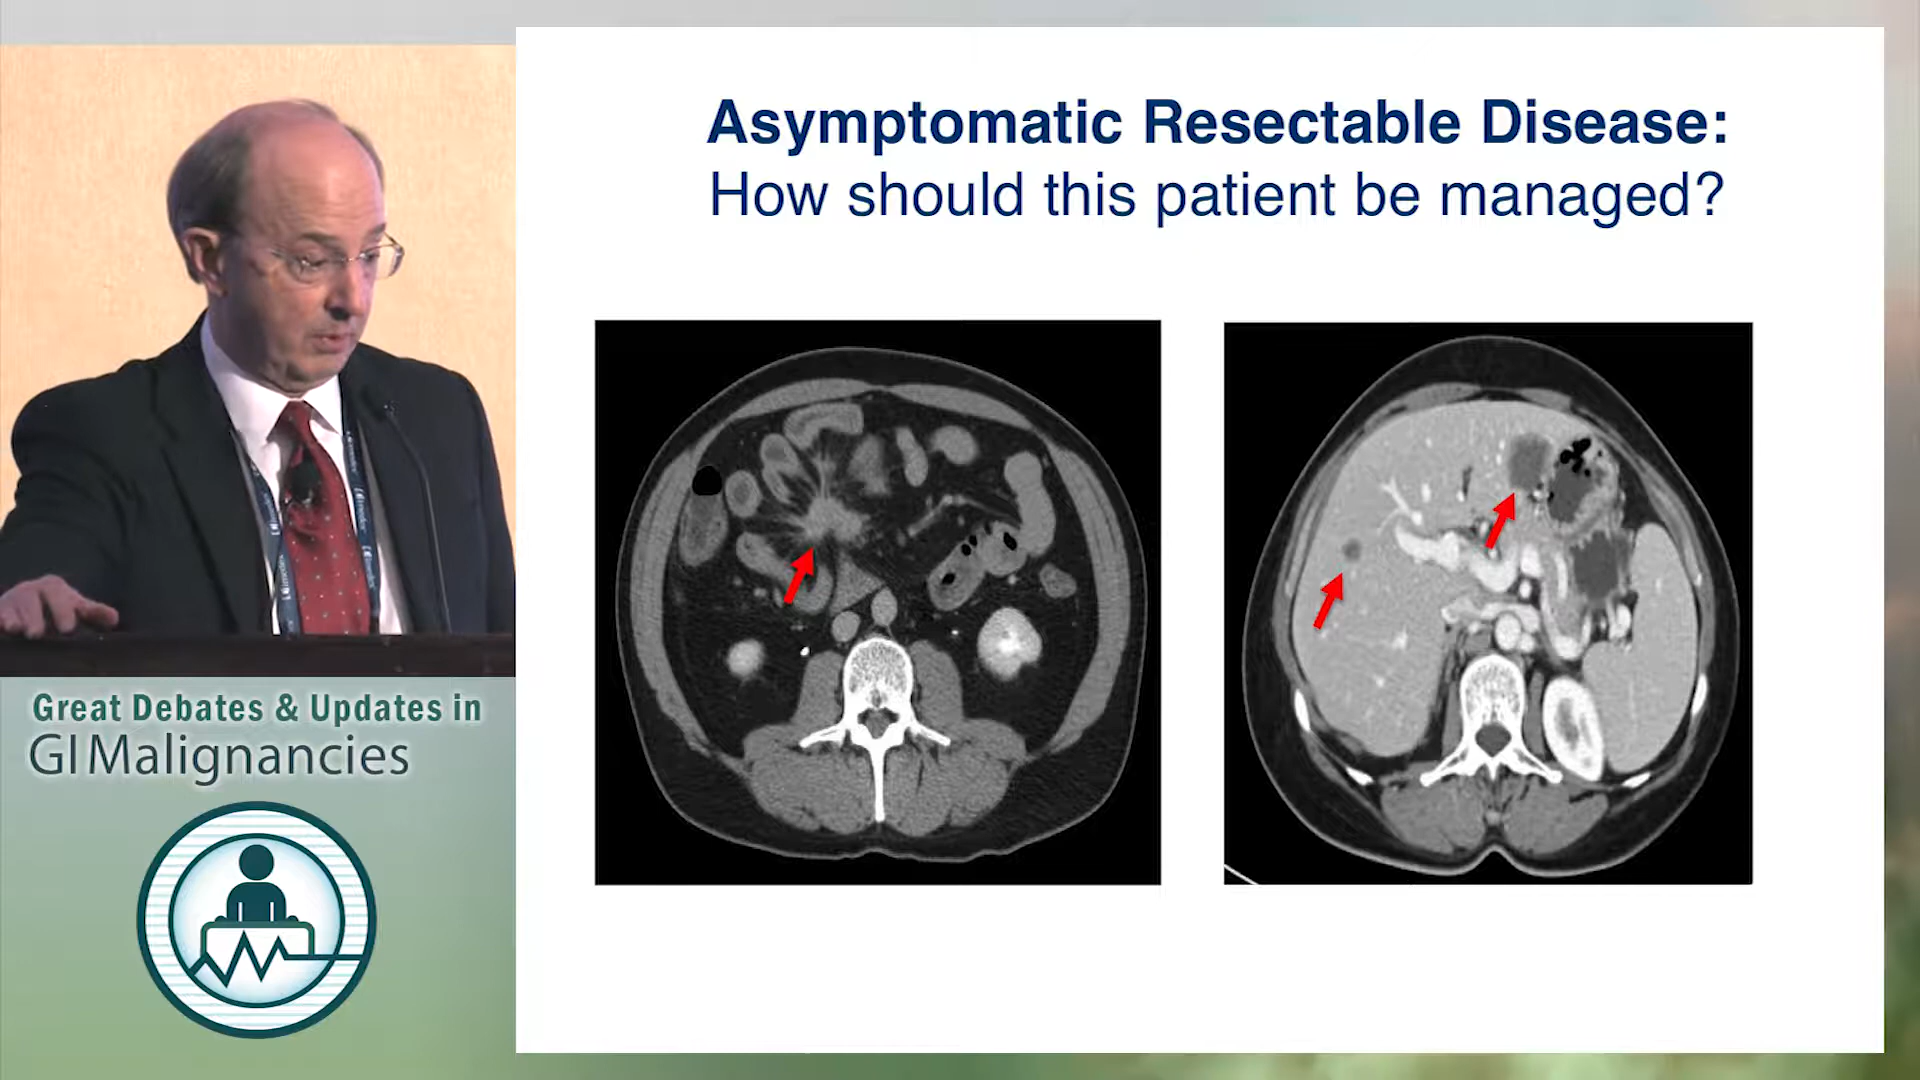 Asymptomatic Resectable Disease:
How should this patient be managed?
Great Debates & Updates in
GI Malignancies